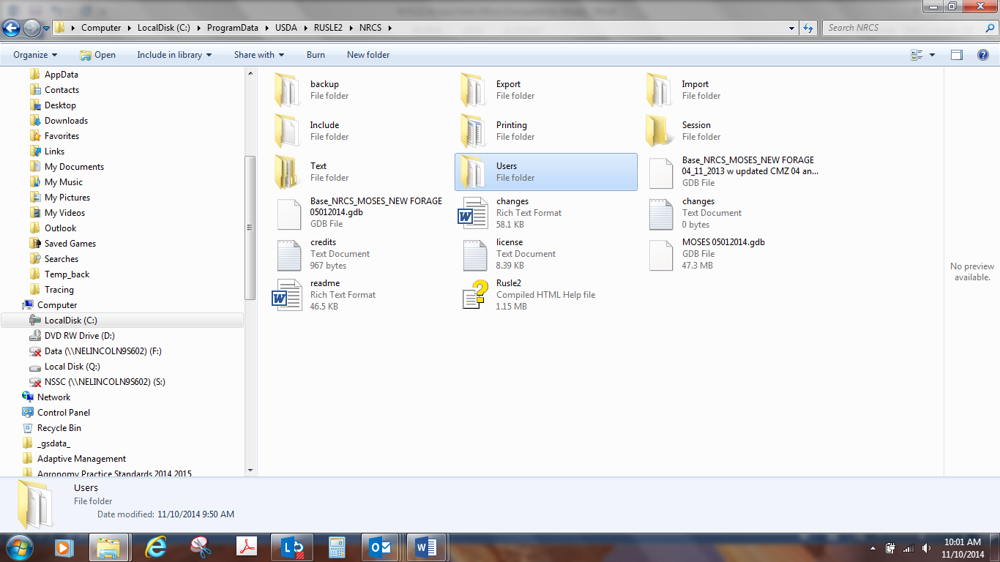 Computer LocalDisk (C:) ProgramData USDA RUSLE2 NRCS
Search NRCS
Organize Open Include in library Share with Burn New folder
AppData
Contacts
Desktop
Downloads
Favorites
Links
My Documents
My Music
My Pictures
My Videos
Outlook
Saved Games
Searches
Temp_back
Tracing
Computer
LocalDisk (C:)
DVD RW Drive (D:)
Data (\\NELINCOLN9S602) (F:)
Local Disk (Q:)
NSSC (\\NELINCOLN9S602) (S:)
Network
Control Panel
Recycle Bin
_gsdata_
Adaptive Management
Agronomy Practice Standards 2014 2015
backup
File folder
Export
File folder
Import
File folder
Include
File folder
Printing
File folder
Session
File folder
Text
File folder
Users
File folder
Base_NRCS_MOSES_NEW FORAGE
04_11_2013 w updated CMZ 04 an...
GDB File
Base_NRCS_MOSES_NEW FORAGE
05012014.gdb
GDB File
changes
Rich Text Format
58.1 KB
changes
Text Document
0 bytes
credits
Text Document
967 bytes
license
Text Document
8.39 KB
MOSES 05012014.gdb
GDB File
47.3 MB
readme
Rich Text Format
46.5 KB
Rusle2
Compiled HTML Help file
1.15 MB
No preview
available.
Users
File folder
Date modified: 11/10/2014 9:50 AM
10:01 AM
11/10/2014